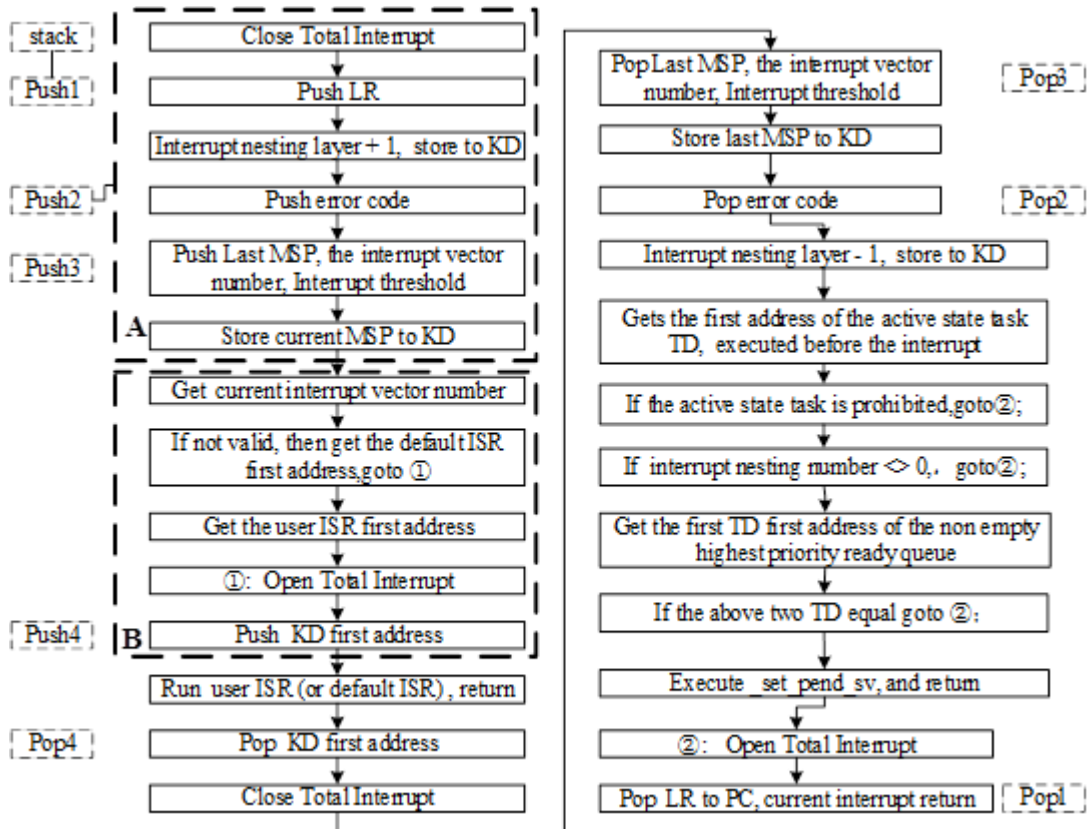 stack
Close Total Interrupt
Push1
Push LR
Interrupt nesting layer + 1, store to KD
Push2
Push error code
Push3
Push Last MSP, the interrupt vector
number, Interrupt threshold
A
Store current MSP to KD
Get current interrupt vector number
If not valid, then get the default ISR
first address,goto ①
Get the user ISR first address
①: Open Total Interrupt
Push4
B
Push KD first address
Run user ISR (or default ISR) , return
Pop4
Pop KD first address
Close Total Interrupt
Pop Last MSP, the interrupt vector
number, Interrupt threshold
Pop3
Store last MSP to KD
Pop error code
Pop2
Interrupt nesting layer - 1, store to KD
Gets the first address of the active state task
TD, executed before the interrupt
If the active state task is prohibited,goto②;
If interrupt nesting number <> 0,. goto②;
Get the first TD first address of the non empty
highest priority ready queue
If the above two TD equal goto ②;
Execute _set_pend_sv, and return
②: Open Total Interrupt
Pop LR to PC, current interrupt return
Pop1